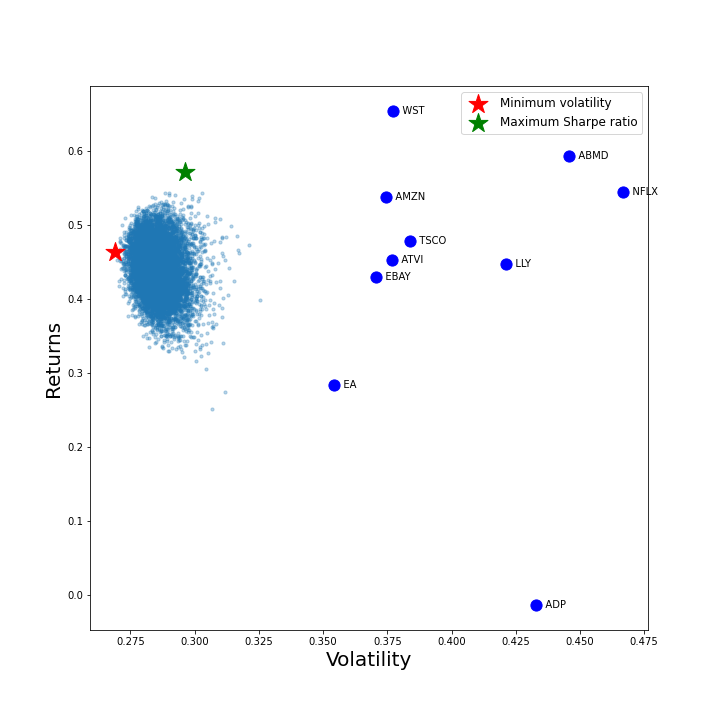 Minimum volatility
Maximum Sharpe ratio
WST
ABMD
NFLX
AMZN
TSCO
ATVI
LLY
EBAY
EA
ADP
0.6
0.5
0.4
0.3
0.2
0.1
0.0
Returns
0.275 0.300 0.325 0.350 0.375 0.400 0.425 0.450 0.475
Volatility